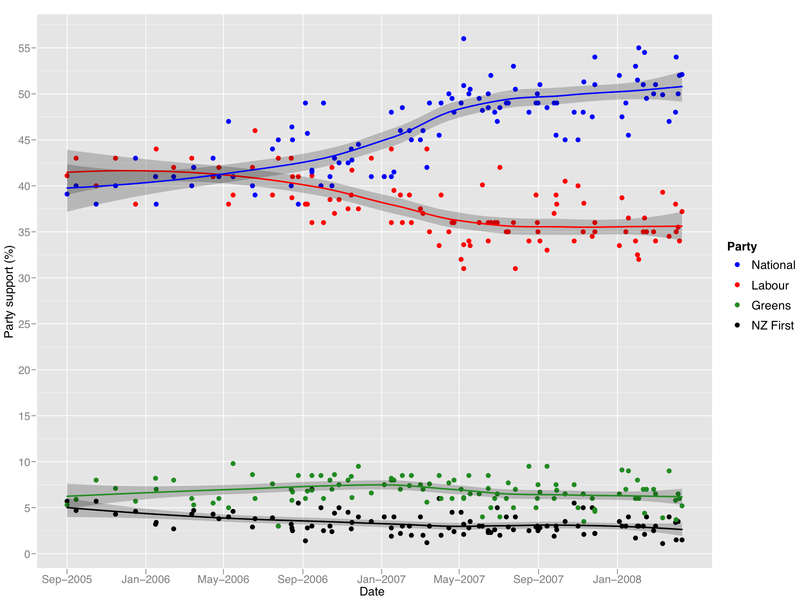 Party support (%)
55
50
45
40
35
30
25
20
15
10
5
0
Sep−2005
Jan−2006
May−2006
Sep−2006
Jan−2007
May−2007
Sep−2007
Jan−2008
Date
Party
National
Labour
Greens
NZ First